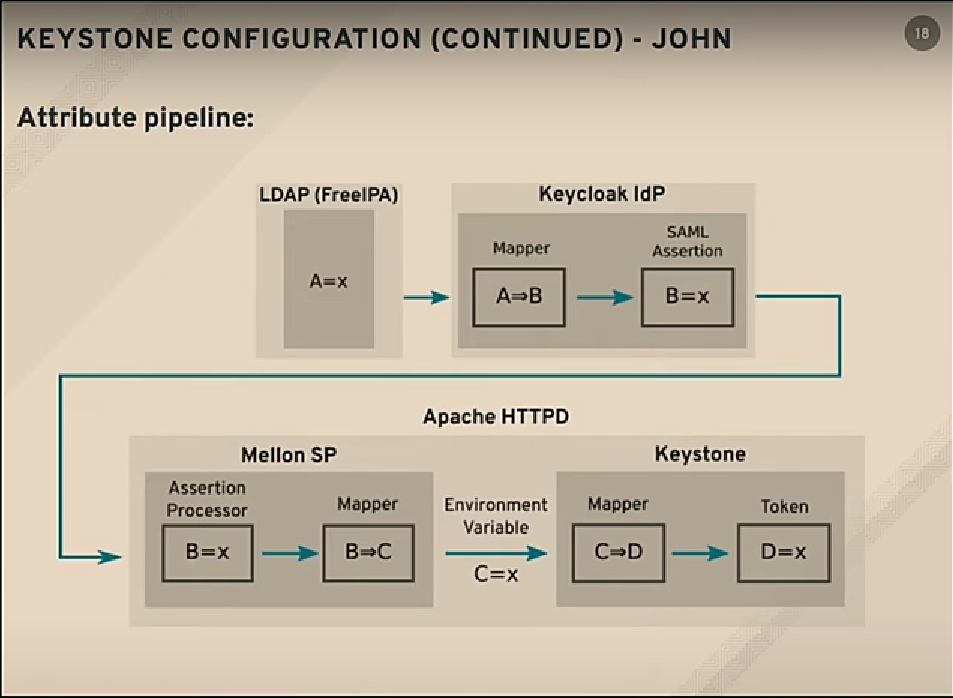 KEYSTONE CONFIGURATION (CONTINUED) - JOHN
18
Attribute pipeline:
LDAP (FreeIPA)
A=x
Keycloak IdP
Mapper
A⇒B
SAML
Assertion
B=x
Apache HTTPD
Mellon SP
Assertion
Processor
B=x
Mapper
B⇒C
Environment
Variable
C=x
Keystone
Mapper
C⇒D
Token
D=x